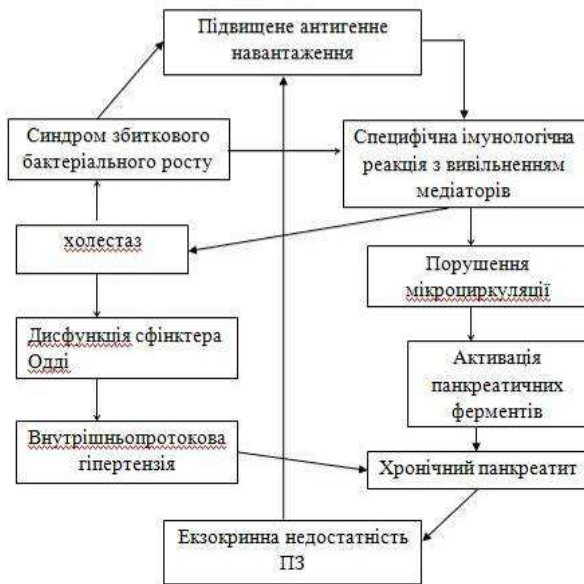 Підвищене антигенне
навантаження
Синдром збиткового
бактеріального росту
Специфічна імунологічна
реакція з вивільненням
медіаторів
холестаз
Порушення
мікроциркуляції
Дисфункція сфінктера
Одді
Активація
панкреатичних
ферментів
Внутрішньопротокова
гіпертензія
Хронічний панкреатит
Екзокринна недостатність
ПЗ